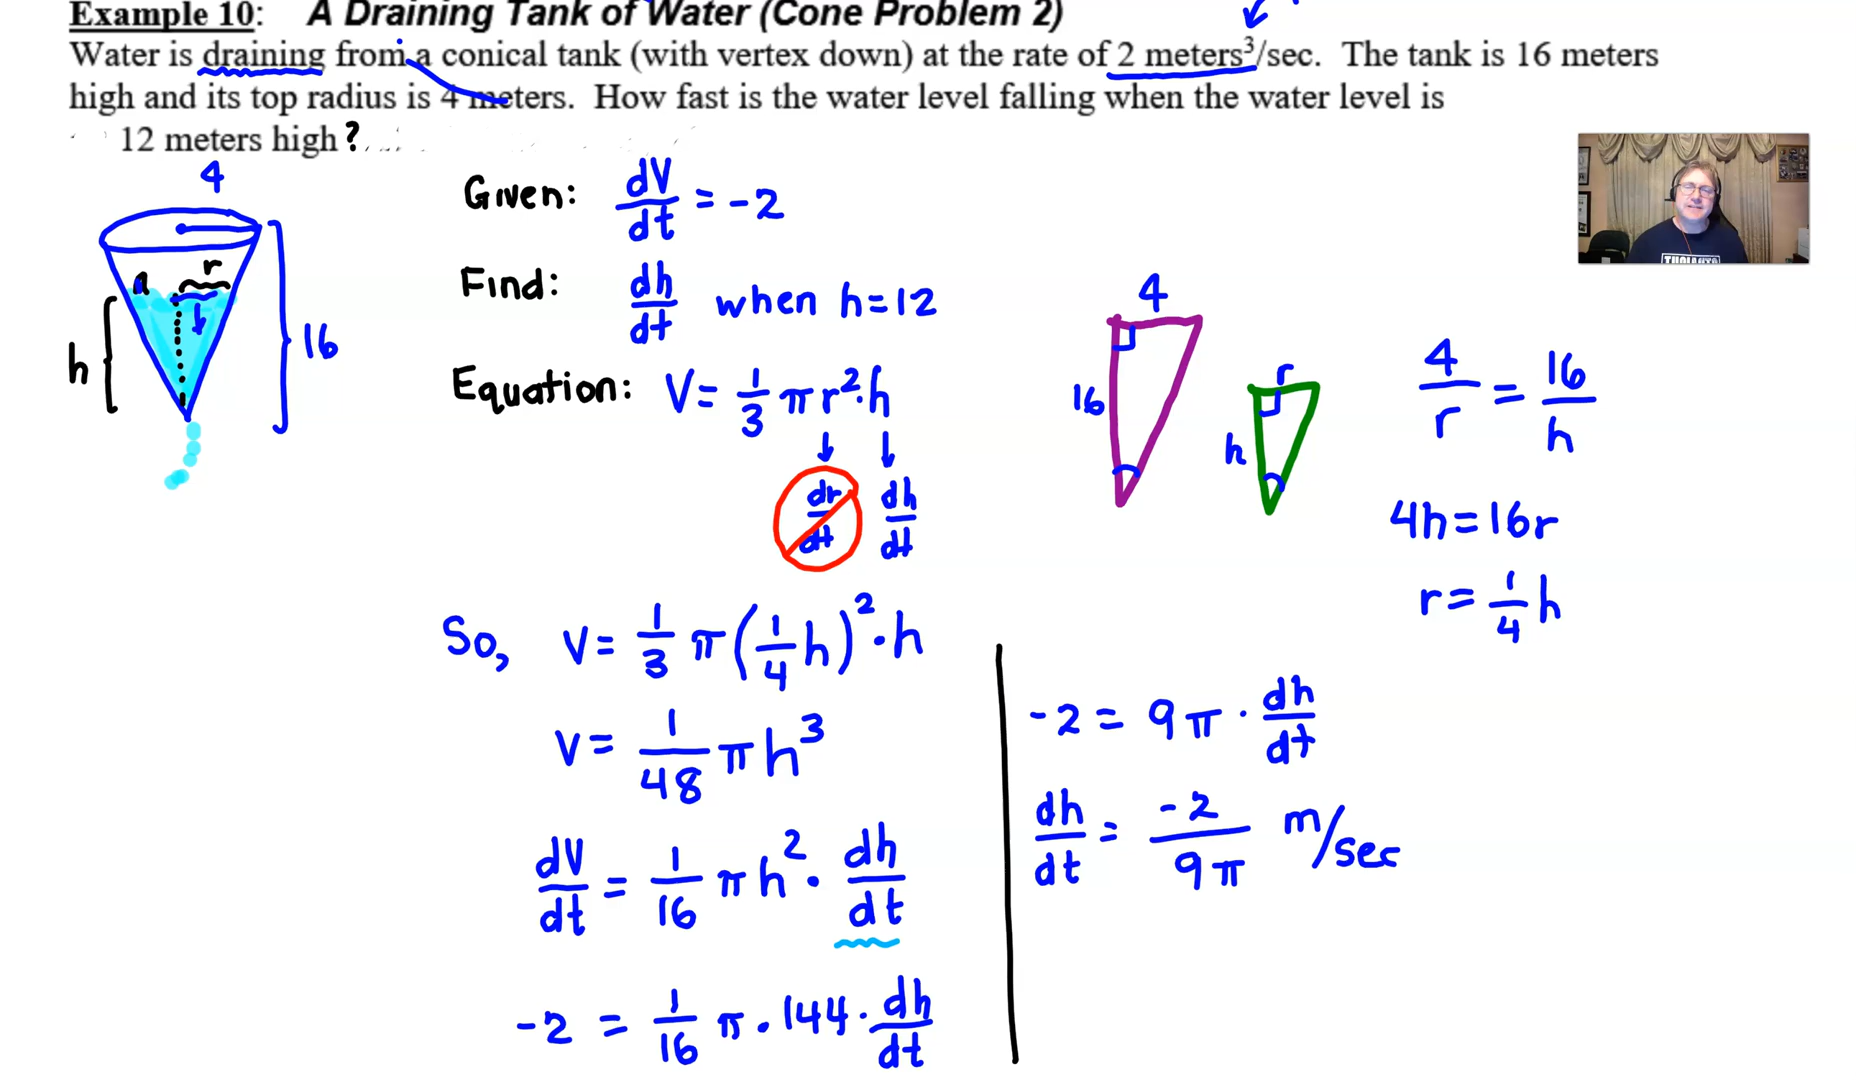 Example 10: A Draining Tank of Water (Cone Problem 2)
Water is draining from a conical tank (with vertex down) at the rate of 2 meters³/sec. The tank is 16 meters
high and its top radius is 4 meters. How fast is the water level falling when the water level is
12 meters high?
4
r
h
16
Given: dV/dt = -2
Find: dh/dt when h=12
Equation: V= 1/3 πr²·h
dr/dt dh/dt
4
16
r
h
4/r = 16/h
4h=16r
r= 1/4 h
So, V= 1/3 π(1/4 h)²·h
V= 1/48 πh³
dV/dt = 1/16 πh²· dh/dt
-2 = 1/16 π·144· dh/dt
-2 = 9π · dh/dt
dh/dt = -2/9π m/sec